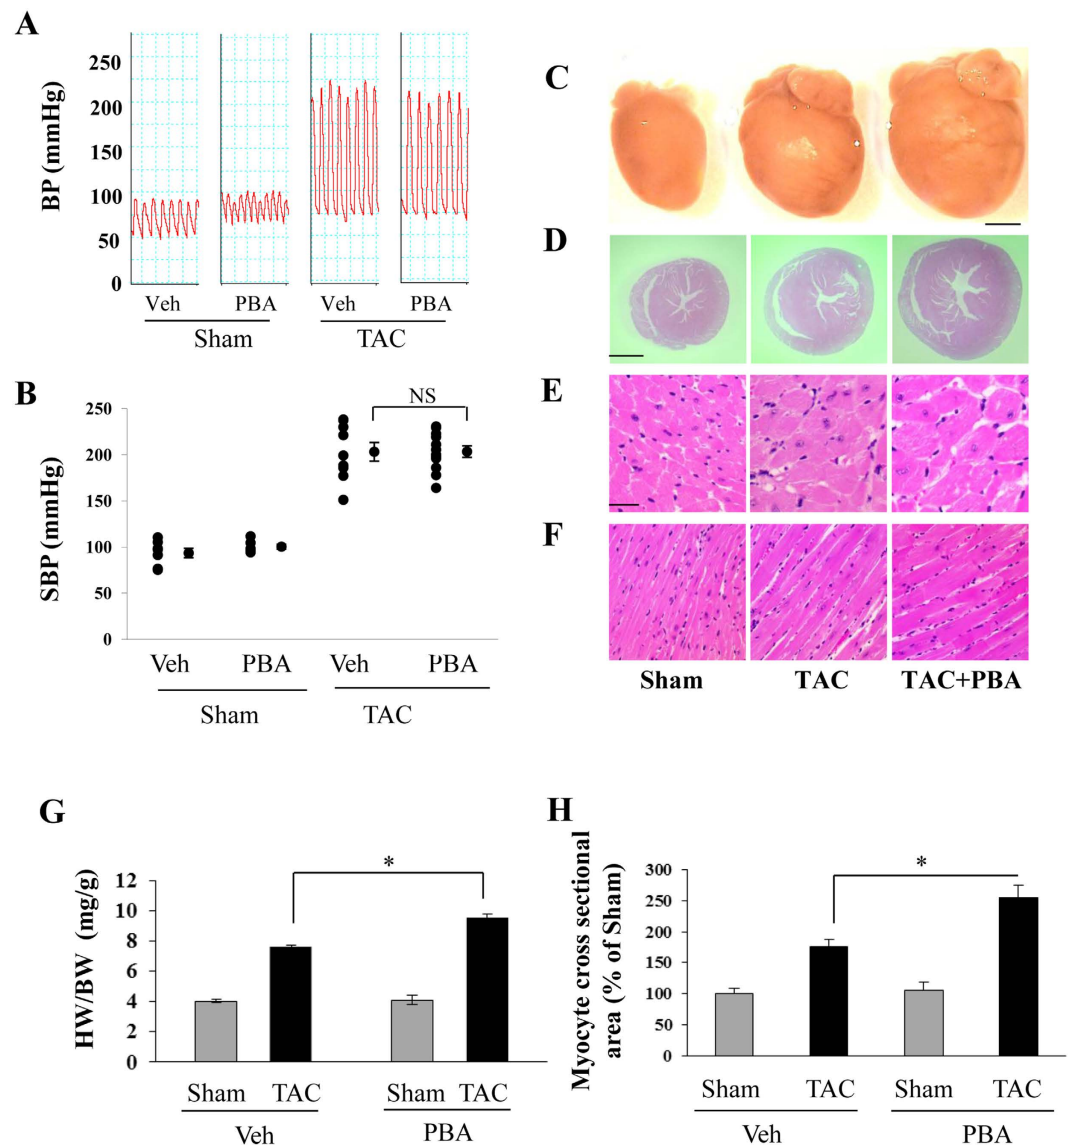 A
BP (mmHg)
250
200
150
100
50
0
Veh
PBA
Veh
PBA
Sham
TAC
B
SBP (mmHg)
250
200
150
100
50
0
NS
Veh
PBA
Veh
PBA
Sham
TAC
C
D
E
F
Sham
TAC
TAC+PBA
G
HW/BW (mg/g)
12
10
8
6
4
2
0
*
Sham
TAC
Sham
TAC
Veh
PBA
H
Myocyte cross sectional
area (% of Sham)
300
250
200
150
100
50
0
*
Sham
TAC
Sham
TAC
Veh
PBA